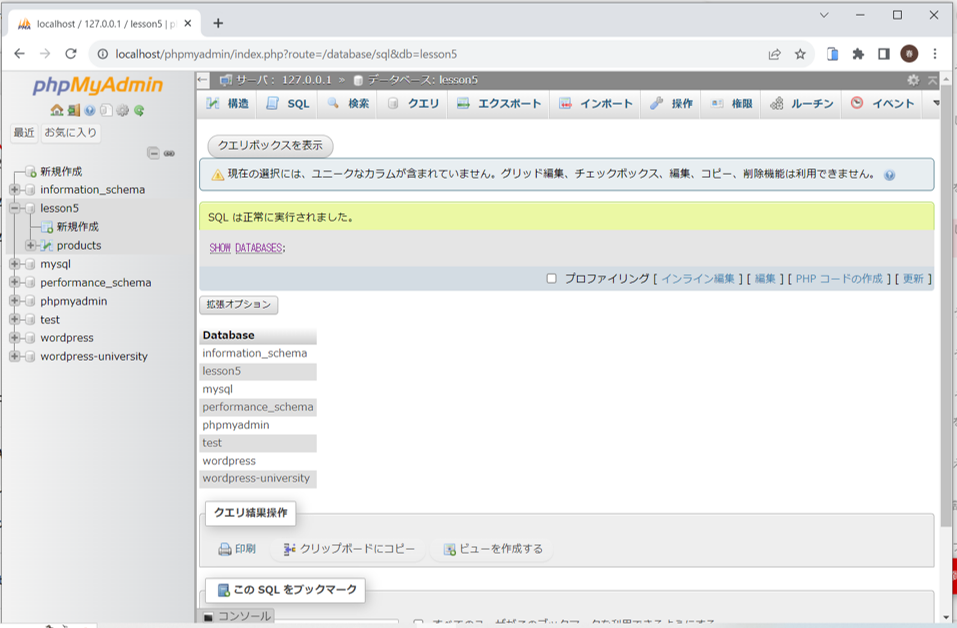 localhost / 127.0.0.1 / lesson5 | p
localhost/phpmyadmin/index.php?route=/database/sql&db=lesson5
phpMyAdmin
最近 お気に入り
新規作成
information_schema
lesson5
新規作成
products
mysql
performance_schema
phpmyadmin
test
wordpress
wordpress-university
サーバ: 127.0.0.1 » データベース: lesson5
構造 SQL 検索 クエリ エクスポート インポート 操作 権限 ルーチン イベント
クエリボックスを表示
現在の選択には、ユニークなカラムが含まれていません。グリッド編集、チェックボックス、編集、コピー、削除機能は利用できません。
SQL は正常に実行されました。
SHOW DATABASES;
プロファイリング [ インライン編集 ] [ 編集 ] [ PHP コードの作成 ] [ 更新 ]
拡張オプション
Database
information_schema
lesson5
mysql
performance_schema
phpmyadmin
test
wordpress
wordpress-university
クエリ結果操作
印刷 クリップボードにコピー ビューを作成する
この SQL をブックマーク
コンソール